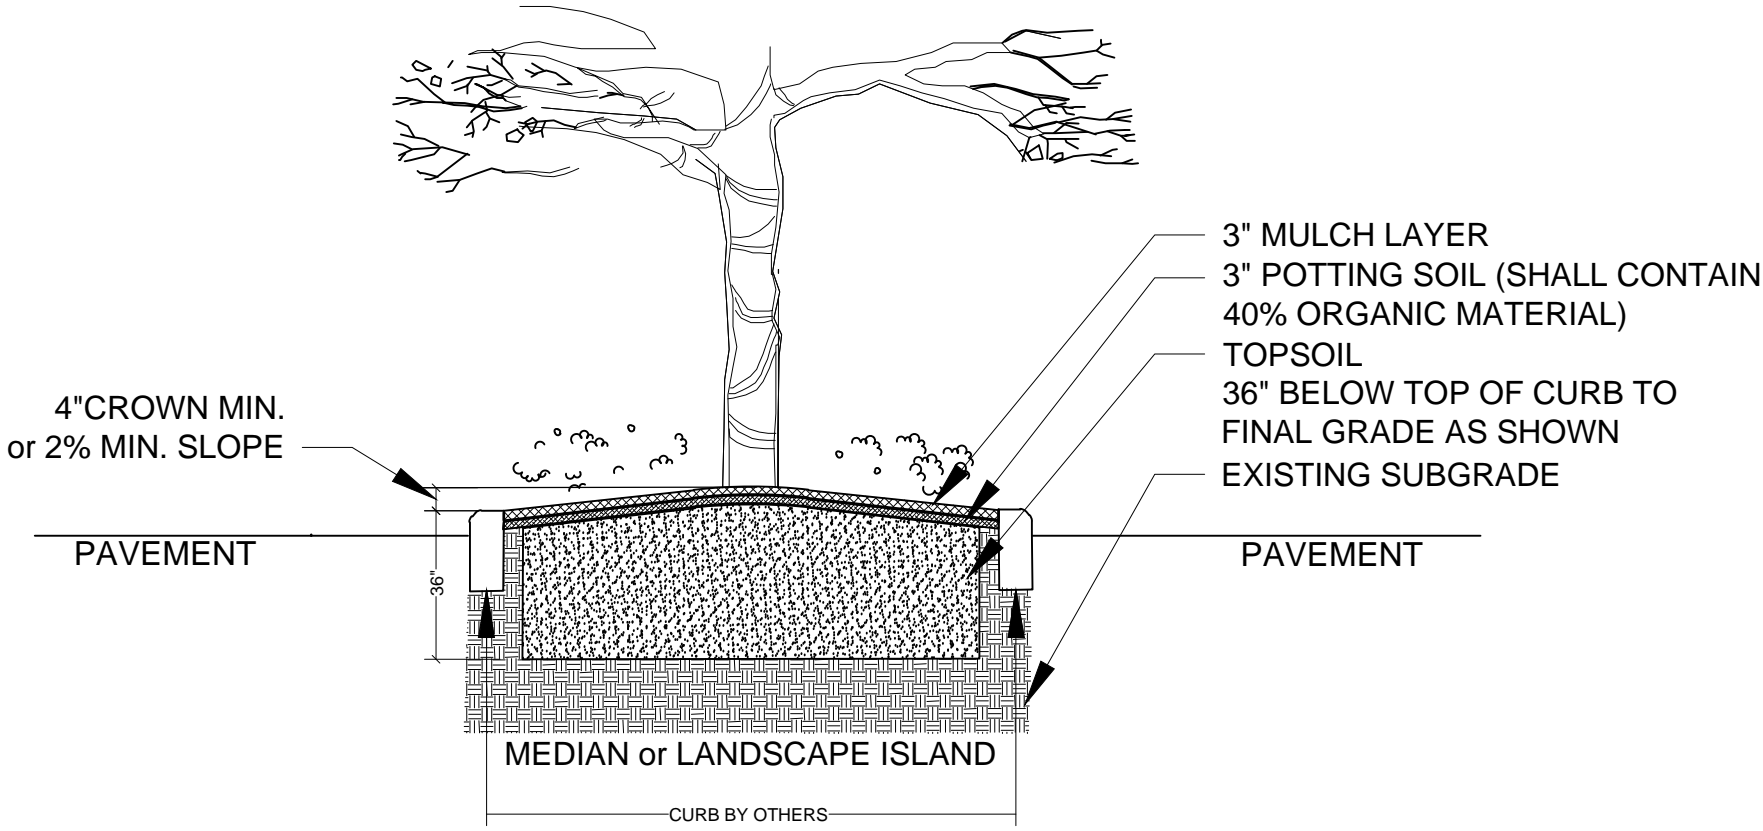 3" MULCH LAYER
3" POTTING SOIL (SHALL CONTAIN
40% ORGANIC MATERIAL)
TOPSOIL
36" BELOW TOP OF CURB TO
FINAL GRADE AS SHOWN
EXISTING SUBGRADE
4"CROWN MIN.
or 2% MIN. SLOPE
PAVEMENT
PAVEMENT
36"
MEDIAN or LANDSCAPE ISLAND
CURB BY OTHERS